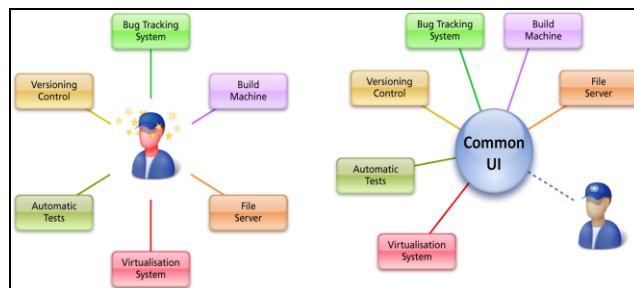 Bug Tracking
System
Versioning
Control
Build
Machine
Automatic
Tests
File
Server
Virtualisation
System
Bug Tracking
System
Build
Machine
Versioning
Control
File
Server
Common
UI
Automatic
Tests
Virtualisation
System